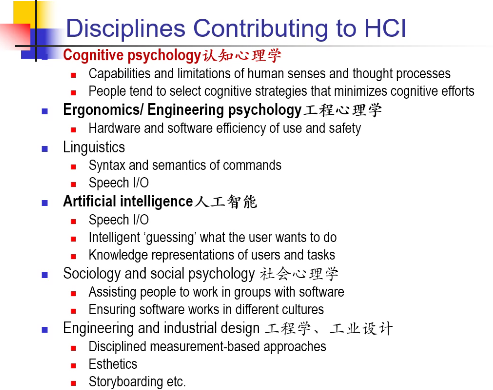 Disciplines Contributing to HCI
Cognitive psychology认知心理学
Capabilities and limitations of human senses and thought processes
People tend to select cognitive strategies that minimizes cognitive efforts
Ergonomics/ Engineering psychology工程心理学
Hardware and software efficiency of use and safety
Linguistics
Syntax and semantics of commands
Speech I/O
Artificial intelligence人工智能
Speech I/O
Intelligent ‘guessing’ what the user wants to do
Knowledge representations of users and tasks
Sociology and social psychology 社会心理学
Assisting people to work in groups with software
Ensuring software works in different cultures
Engineering and industrial design 工程学、工业设计
Disciplined measurement-based approaches
Esthetics
Storyboarding etc.